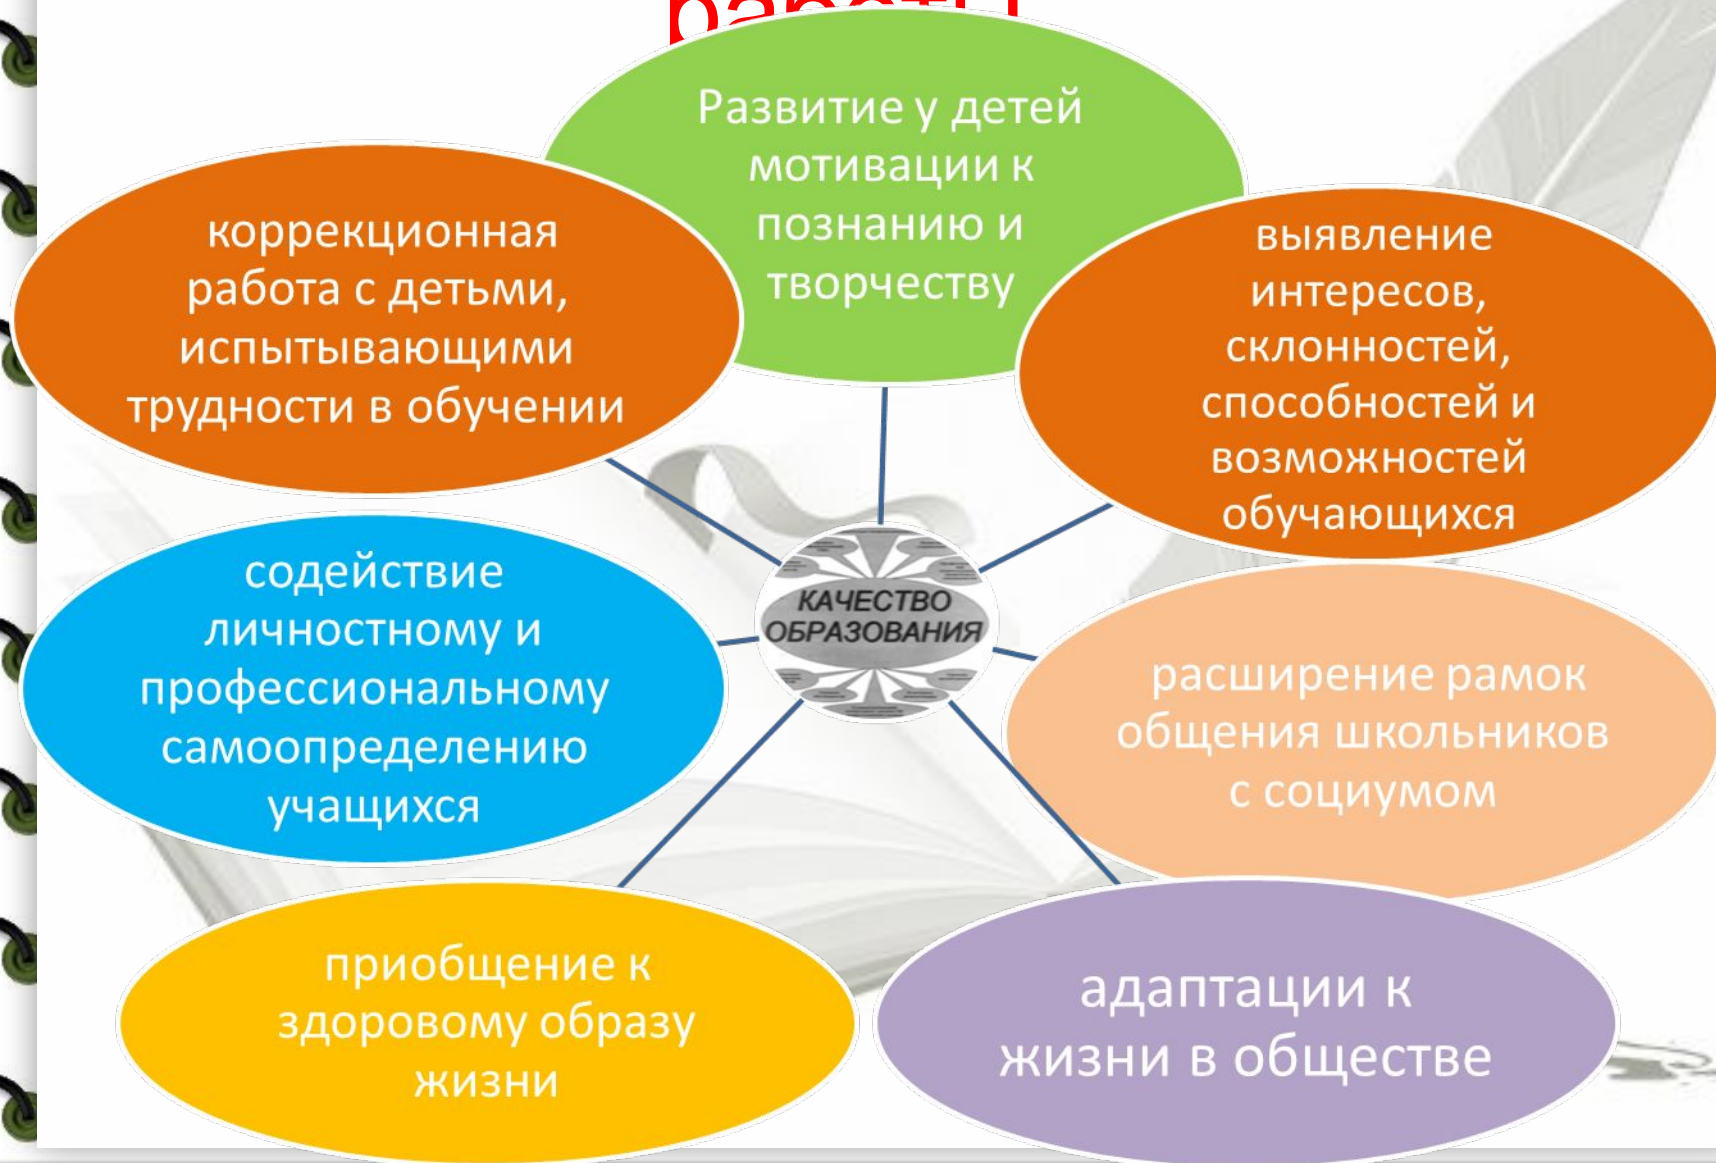 работы
Развитие у детей
мотивации к
познанию и
творчеству
выявление
интересов,
склонностей,
способностей и
возможностей
обучающихся
расширение рамок
общения школьников
с социумом
адаптации к
жизни в обществе
приобщение к
здоровому образу
жизни
содействие
личностному и
профессиональному
самоопределению
учащихся
коррекционная
работа с детьми,
испытывающими
трудности в обучении
КАЧЕСТВО
ОБРАЗОВАНИЯ